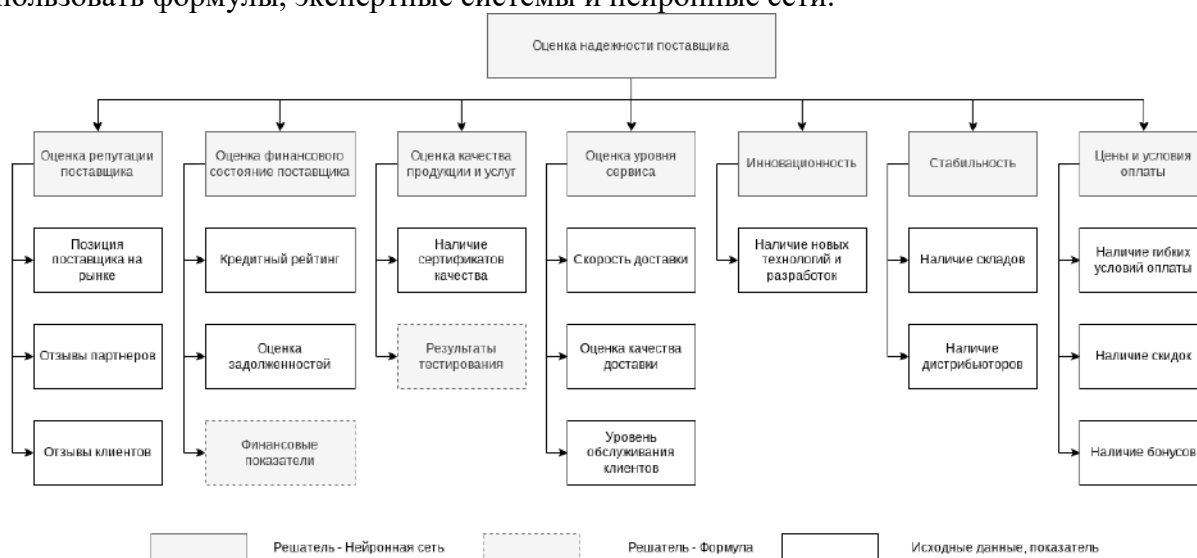 пользовать формулы, экспертные системы и нейронные сети.
Оценка надежности поставщика
Оценка репутации
поставщика
Оценка финансового
состояние поставщика
Оценка качества
продукции и услуг
Оценка уровня
сервиса
Инновационность
Стабильность
Цены и условия
оплаты
Позиция
поставщика на
рынке
Кредитный рейтинг
Наличие
сертификатов
качества
Скорость доставки
Наличие новых
технологий и
разработок
Наличие складов
Наличие гибких
условий оплаты
Отзывы партнеров
Оценка
задолженностей
Результаты
тестирования
Оценка качества
доставки
Наличие
дистрибьюторов
Наличие скидок
Отзывы клиентов
Финансовые
показатели
Уровень
обслуживания
клиентов
Наличие бонусов
Решатель - Нейронная сеть
Решатель - Формула
Исходные данные, показатель